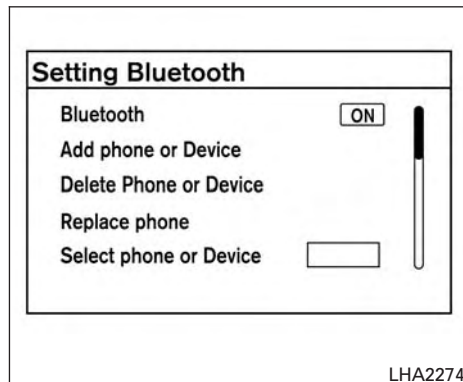 Setting Bluetooth
Bluetooth ON
Add phone or Device
Delete Phone or Device
Replace phone
Select phone or Device
LHA2274